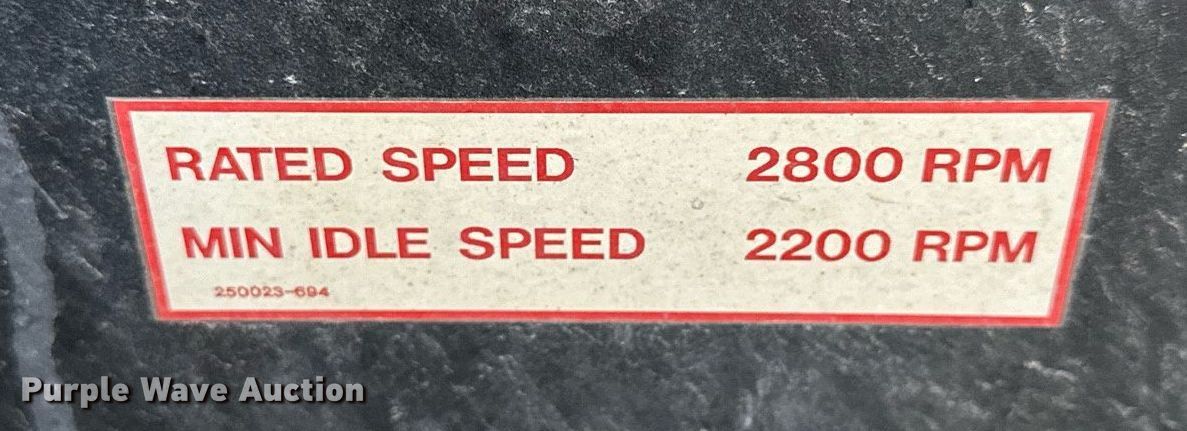 RATED SPEED 2800 RPM
MIN IDLE SPEED 2200 RPM
250023-694
Purple Wave Auction